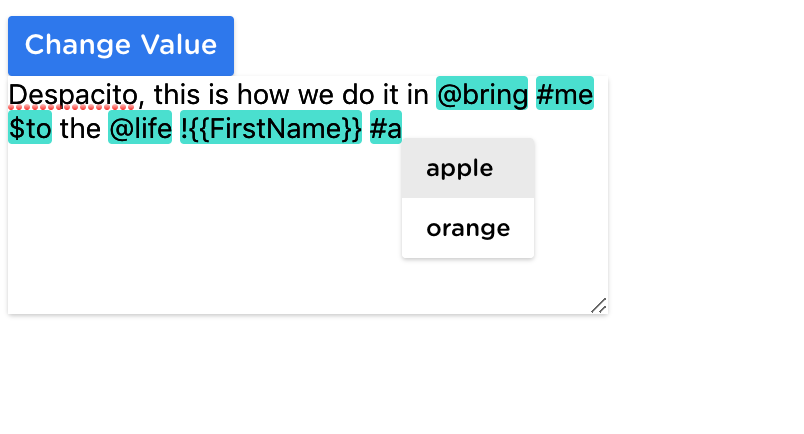 Change Value
Despacito, this is how we do it in @bring #me
$to the @life !{{FirstName}} #a
apple
orange